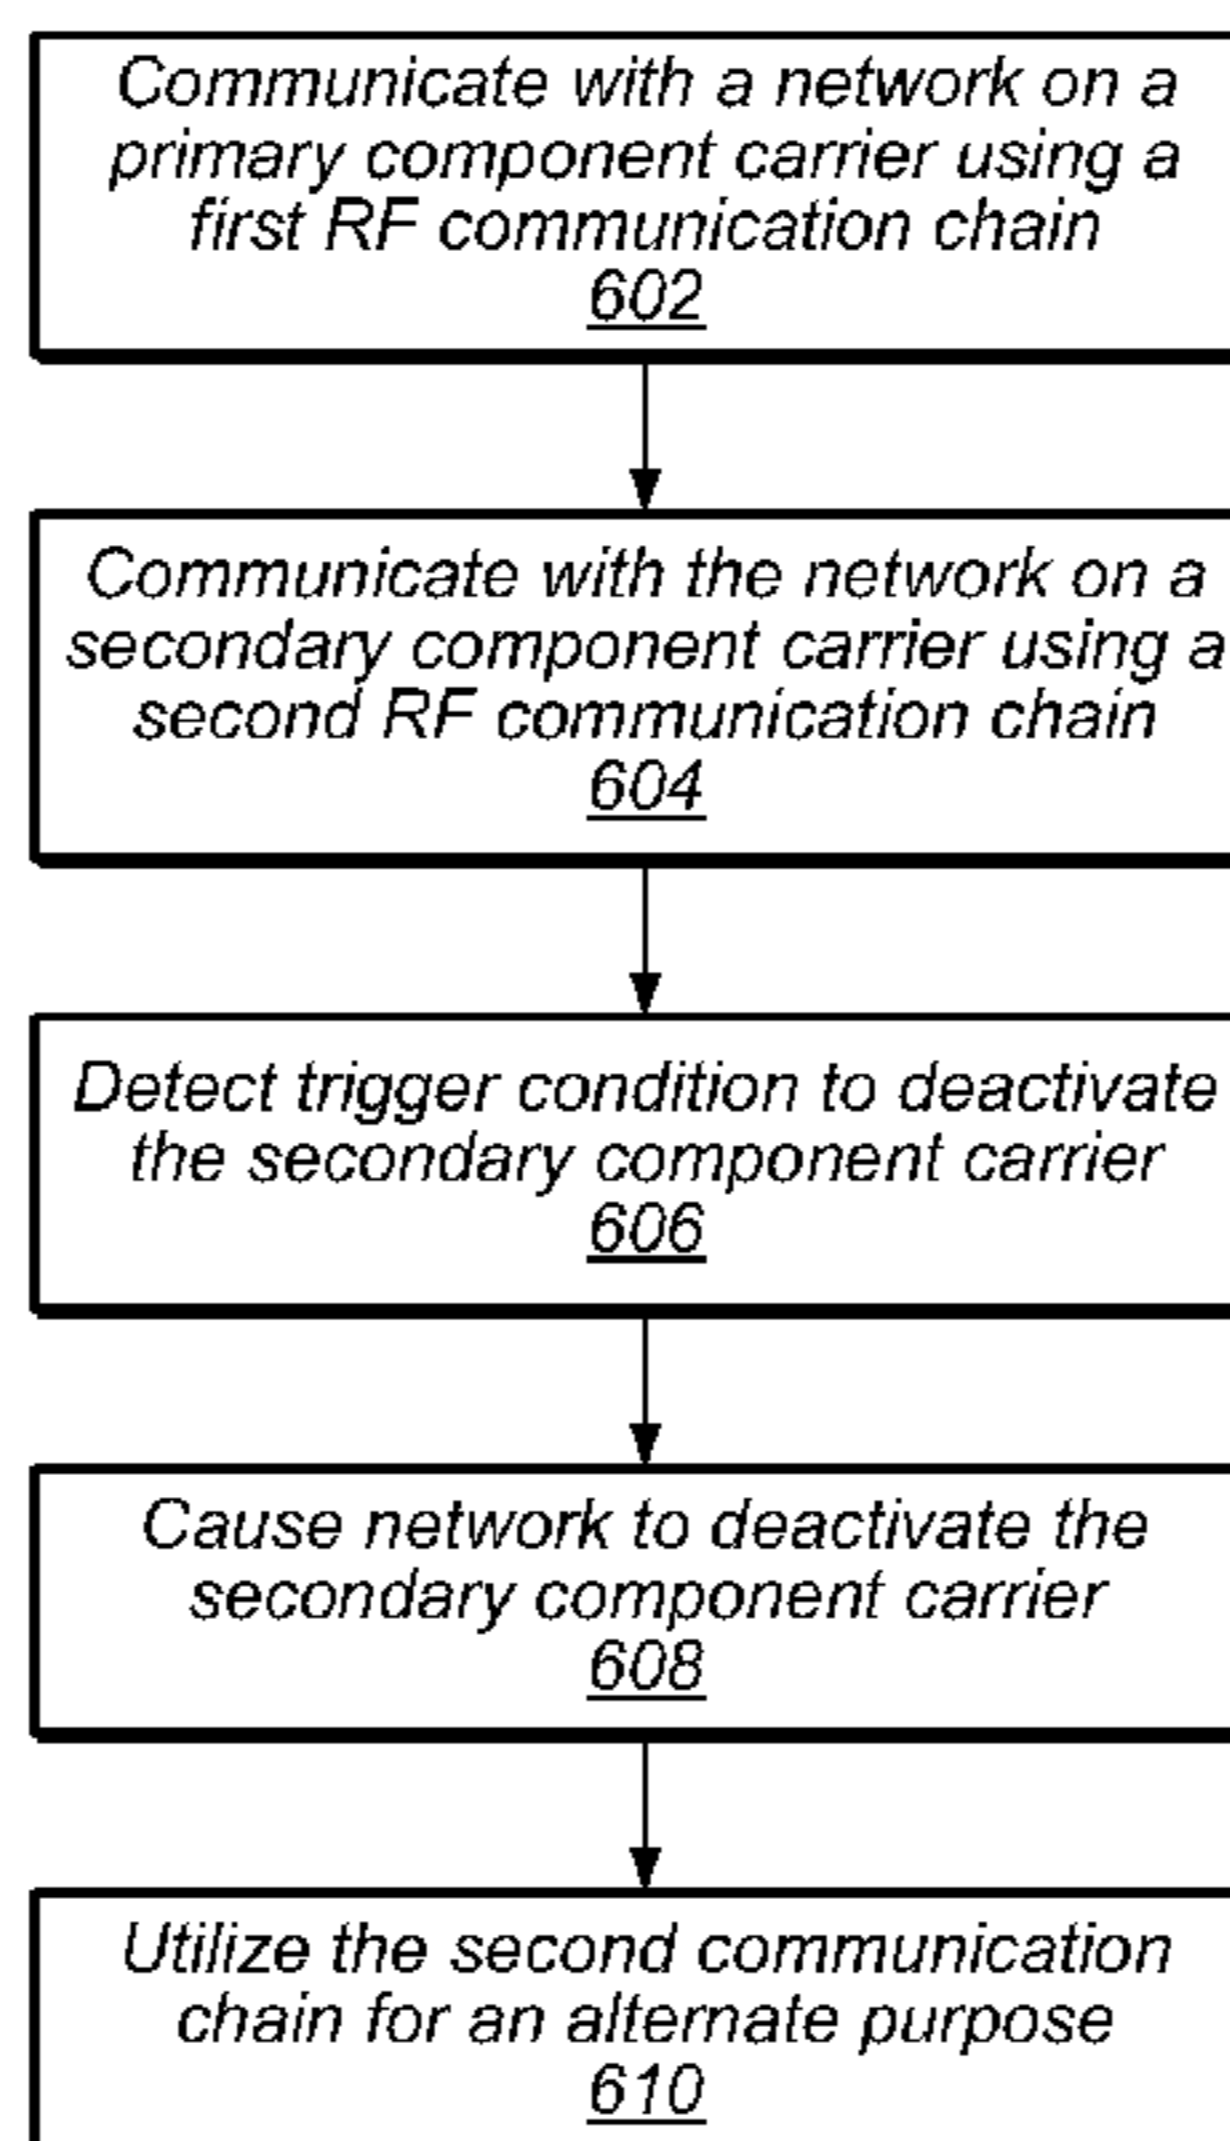 Communicate with a network on a
primary component carrier using a
first RF communication chain
602
Communicate with the network on a
secondary component carrier using a
second RF communication chain
604
Detect trigger condition to deactivate
the secondary component carrier
606
Cause network to deactivate the
secondary component carrier
608
Utilize the second communication
chain for an alternate purpose
610